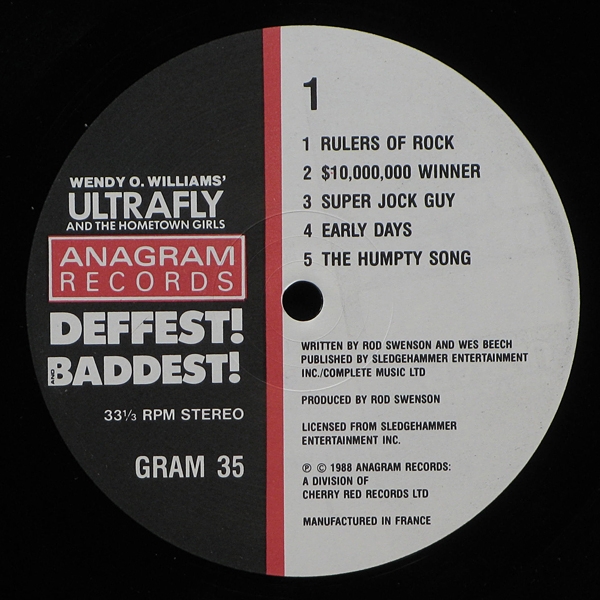 WENDY O. WILLIAMS'
ULTRAFLY
AND THE HOMETOWN GIRLS
ANAGRAM
RECORDS
DEFFEST!
AND BADDEST!
33⅓ RPM STEREO
GRAM 35
1
1 RULERS OF ROCK
2 $10,000,000 WINNER
3 SUPER JOCK GUY
4 EARLY DAYS
5 THE HUMPTY SONG
WRITTEN BY ROD SWENSON AND WES BEECH
PUBLISHED BY SLEDGEHAMMER ENTERTAINMENT
INC./COMPLETE MUSIC LTD
PRODUCED BY ROD SWENSON
LICENSED FROM SLEDGEHAMMER
ENTERTAINMENT INC.
℗ © 1988 ANAGRAM RECORDS:
A DIVISION OF
CHERRY RED RECORDS LTD
MANUFACTURED IN FRANCE